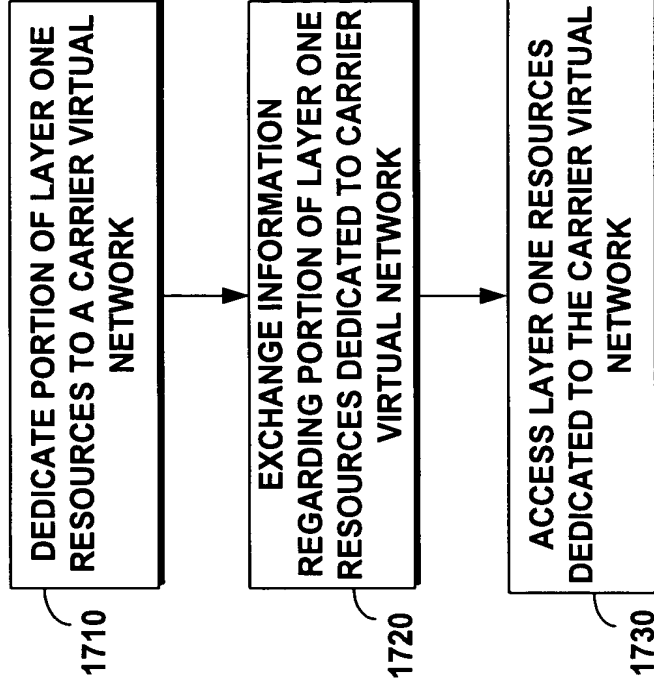 DEDICATE PORTION OF LAYER ONE
RESOURCES TO A CARRIER VIRTUAL
NETWORK
1710
EXCHANGE INFORMATION
REGARDING PORTION OF LAYER ONE
RESOURCES DEDICATED TO CARRIER
VIRTUAL NETWORK
1720
ACCESS LAYER ONE RESOURCES
DEDICATED TO THE CARRIER VIRTUAL
NETWORK
1730